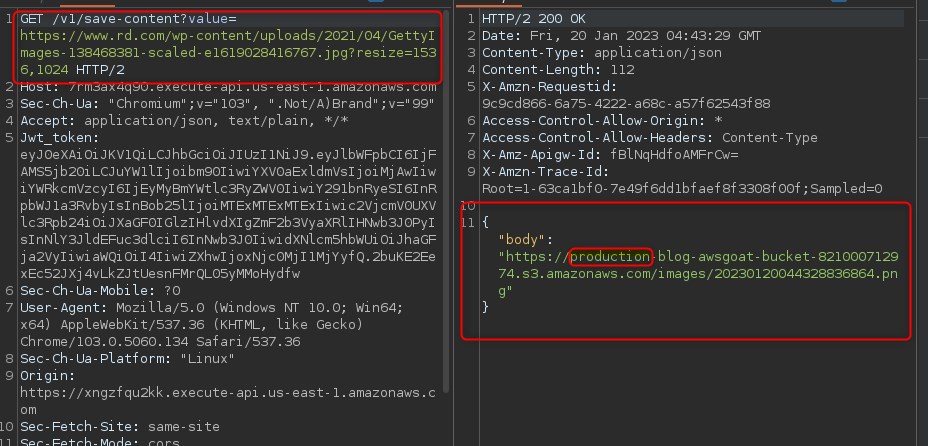 1 GET /v1/save-content?value=
https://www.rd.com/wp-content/uploads/2021/04/GettyI
mages-138468381-scaled-e1619028416767.jpg?resize=153
6,1024 HTTP/2
2 Host: 7rm3ax4q90.execute-api.us-east-1.amazonaws.com
3 Sec-Ch-Ua: "Chromium";v="103", ".Not/A)Brand";v="99"
4 Accept: application/json, text/plain, */*
5 Jwt_token:
6 Sec-Ch-Ua-Mobile: ?0
7 User-Agent: Mozilla/5.0 (Windows NT 10.0; Win64;
x64) AppleWebKit/537.36 (KHTML, like Gecko)
Chrome/103.0.5060.134 Safari/537.36
8 Sec-Ch-Ua-Platform: "Linux"
9 Origin:
https://xngzfqu2kk.execute-api.us-east-1.amazonaws.c
om
10 Sec-Fetch-Site: same-site
11 Sec-Fetch-Mode: cors
1 HTTP/2 200 OK
2 Date: Fri, 20 Jan 2023 04:43:29 GMT
3 Content-Type: application/json
4 Content-Length: 112
5 X-Amzn-Requestid:
9c9cd866-6a75-4222-a68c-a57f62543f88
6 Access-Control-Allow-Origin: *
7 Access-Control-Allow-Headers: Content-Type
8 X-Amz-Apigw-Id: fBlNqHdfoAMFrCw=
9 X-Amzn-Trace-Id:
Root=1-63ca1bf0-7e49f6dd1bfaef8f3308f00f;Sampled=0
10
11 {
"body":
"https://production-blog-awsgoat-bucket-8210007129
74.s3.amazonaws.com/images/20230120044328836864.pn
g"
}